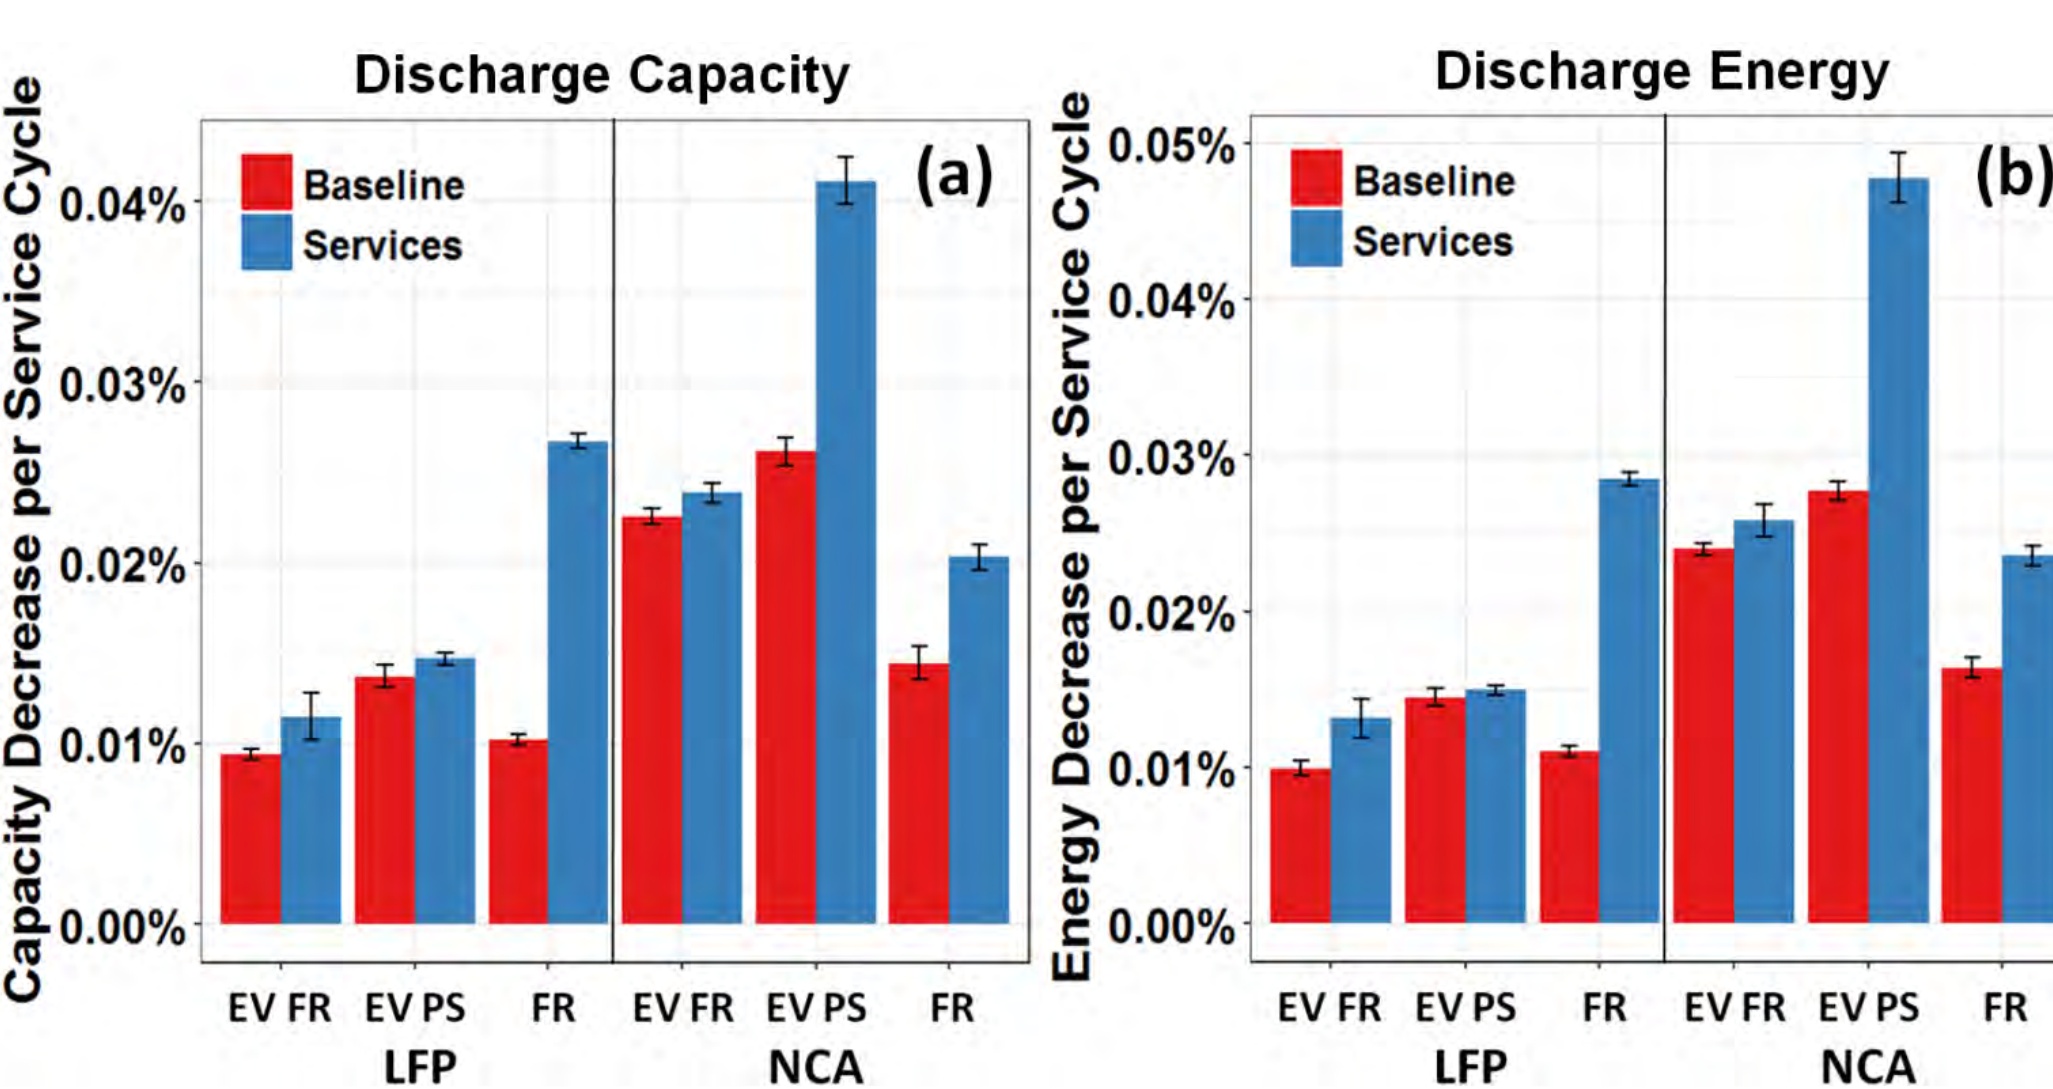 Discharge Capacity
Capacity Decrease per Service Cycle
0.04%
0.03%
0.02%
0.01%
0.00%
Baseline
Services
(a)
EV FR EV PS FR EV FR EV PS FR
LFP NCA
Discharge Energy
Energy Decrease per Service Cycle
0.05%
0.04%
0.03%
0.02%
0.01%
0.00%
Baseline
Services
(b)
EV FR EV PS FR EV FR EV PS FR
LFP NCA